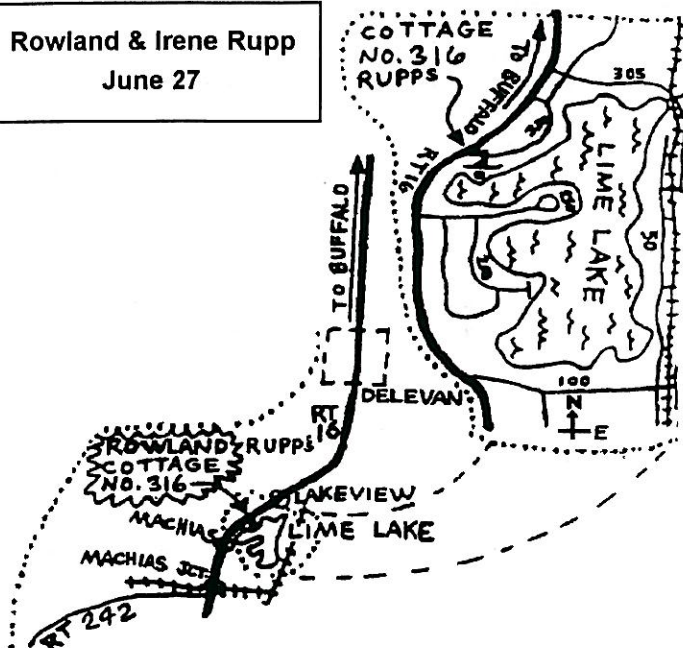 Rowland & Irene Rupp
June 27
COTTAGE
NO. 316
RUPPS
TO BUFFALO
305
RT 16
LIME LAKE
50
100
N
E
TO BUFFALO
DELEVAN
RT
16
ROWLAND RUPPS
COTTAGE
NO. 316
LAKEVIEW
MACHIAS
LIME LAKE
MACHIAS JCT.
RT 242